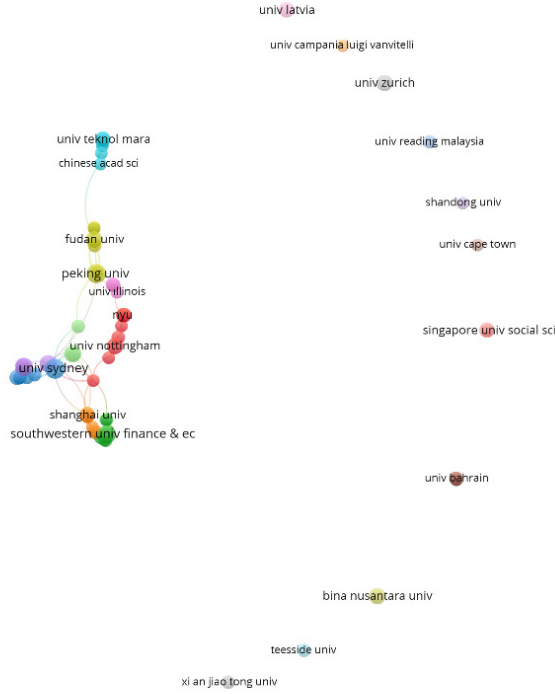 univ latvia
univ campania luigi vanvitelli
univ zurich
univ teknol mara
univ reading malaysia
chinese acad sci
shandong univ
fudan univ
univ cape town
peking univ
univ illinois
nyu
singapore univ social sci
univ nottingham
univ sydney
shanghai univ
southwestern univ finance & ec
univ bahrain
bina nusantara univ
teesside univ
xi an jiao tong univ